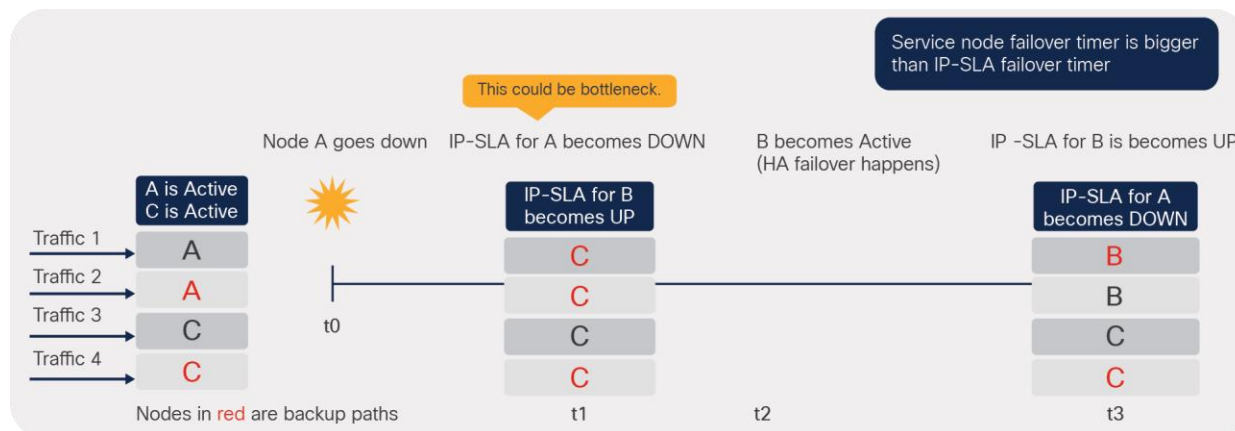 Service node failover timer is bigger
than IP-SLA failover timer
This could be bottleneck.
Node A goes down
IP-SLA for A becomes DOWN
B becomes Active
(HA failover happens)
IP -SLA for B is becomes UP
A is Active
C is Active
IP-SLA for B
becomes UP
IP-SLA for A
becomes DOWN
Traffic 1
A
C
B
Traffic 2
A
C
B
Traffic 3
C
C
C
Traffic 4
C
C
C
t0
Nodes in red are backup paths
t1
t2
t3